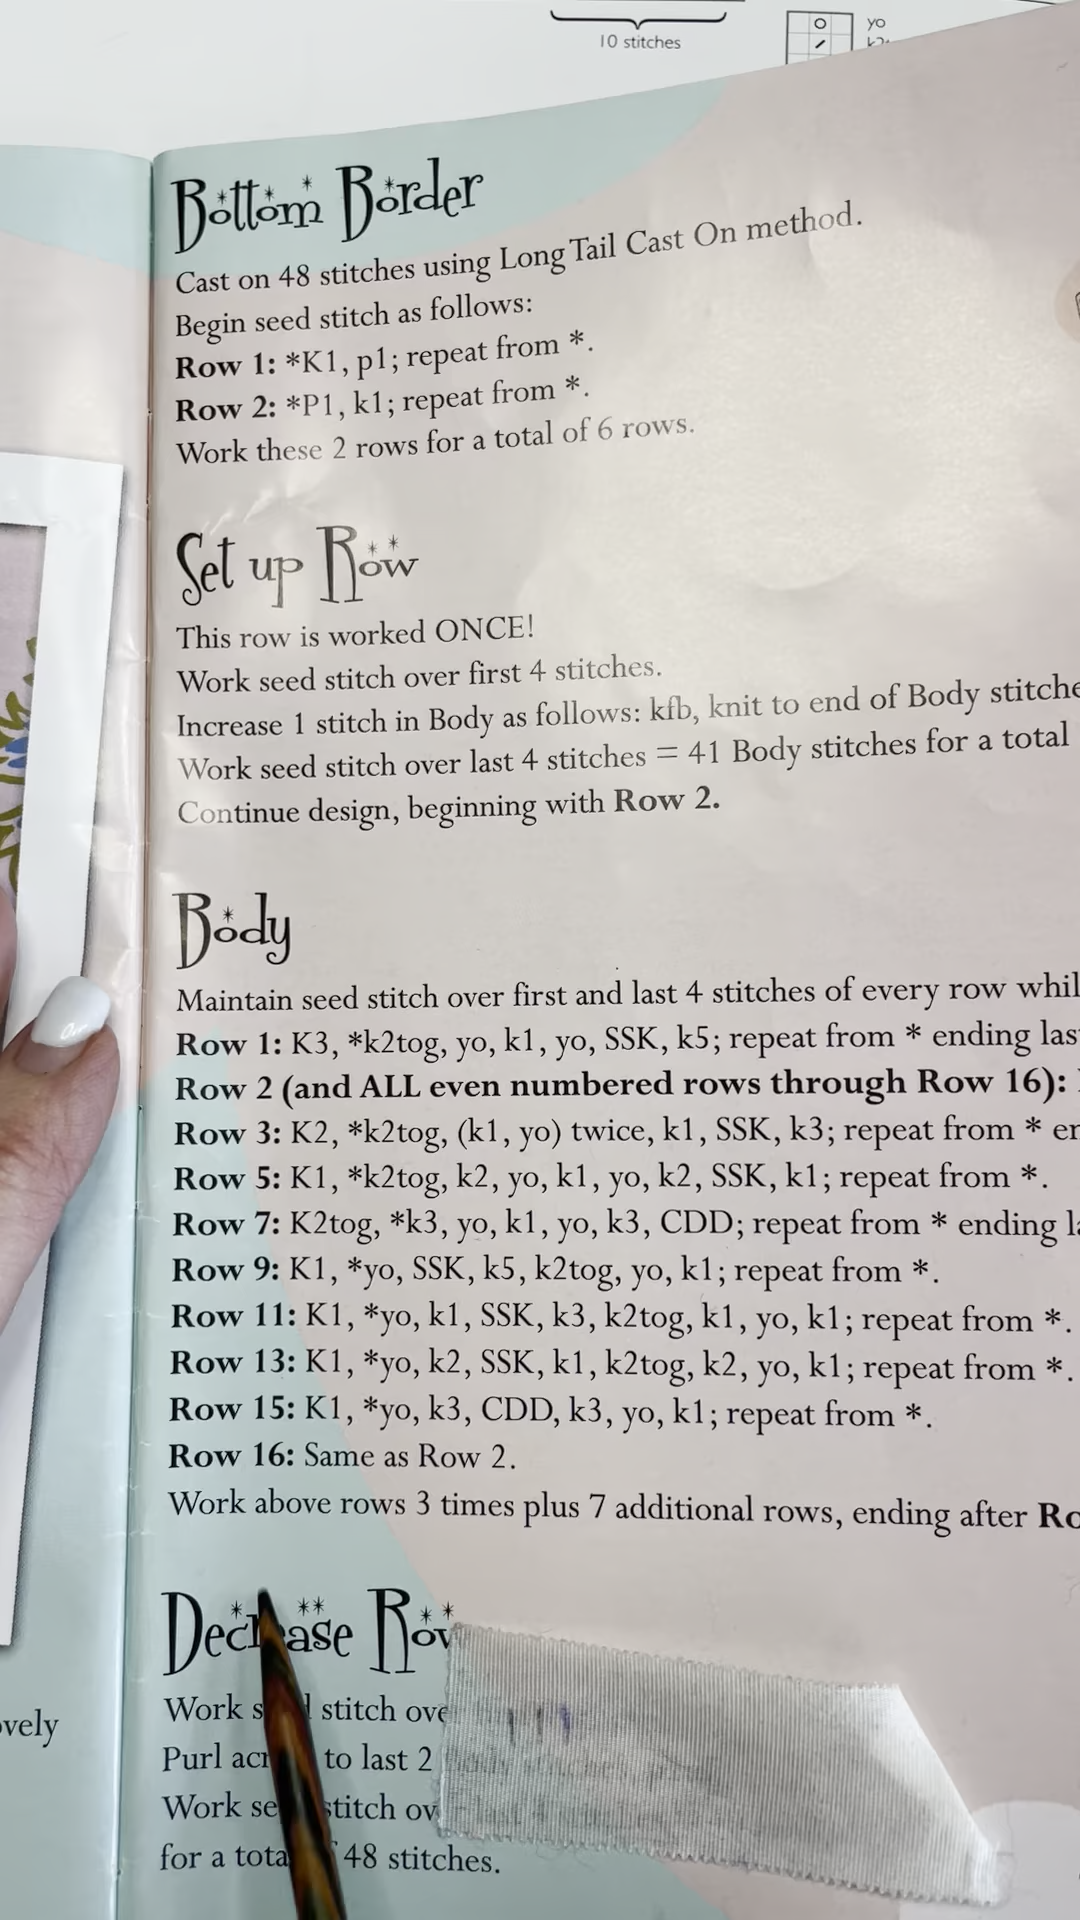 10 stitches
yo
Bottom Border
Cast on 48 stitches using Long Tail Cast On method.
Begin seed stitch as follows:
Row 1: *K1, p1; repeat from *.
Row 2: *P1, k1; repeat from *.
Work these 2 rows for a total of 6 rows.
Set up Row
This row is worked ONCE!
Work seed stitch over first 4 stitches.
Increase 1 stitch in Body as follows: kfb, knit to end of Body stitche
Work seed stitch over last 4 stitches = 41 Body stitches for a total
Continue design, beginning with Row 2.
Body
Maintain seed stitch over first and last 4 stitches of every row whil
Row 1: K3, *k2tog, yo, k1, yo, SSK, k5; repeat from * ending las
Row 2 (and ALL even numbered rows through Row 16):
Row 3: K2, *k2tog, (k1, yo) twice, k1, SSK, k3; repeat from * en
Row 5: K1, *k2tog, k2, yo, k1, yo, k2, SSK, k1; repeat from *.
Row 7: K2tog, *k3, yo, k1, yo, k3, CDD; repeat from * ending la
Row 9: K1, *yo, SSK, k5, k2tog, yo, k1; repeat from *.
Row 11: K1, *yo, k1, SSK, k3, k2tog, k1, yo, k1; repeat from *.
Row 13: K1, *yo, k2, SSK, k1, k2tog, k2, yo, k1; repeat from *.
Row 15: K1, *yo, k3, CDD, k3, yo, k1; repeat from *.
Row 16: Same as Row 2.
Work above rows 3 times plus 7 additional rows, ending after Ro
Decrease Row
Work s stitch ove
Purl acr to last 2
Work se stitch ov
for a tota 48 stitches.
ovely